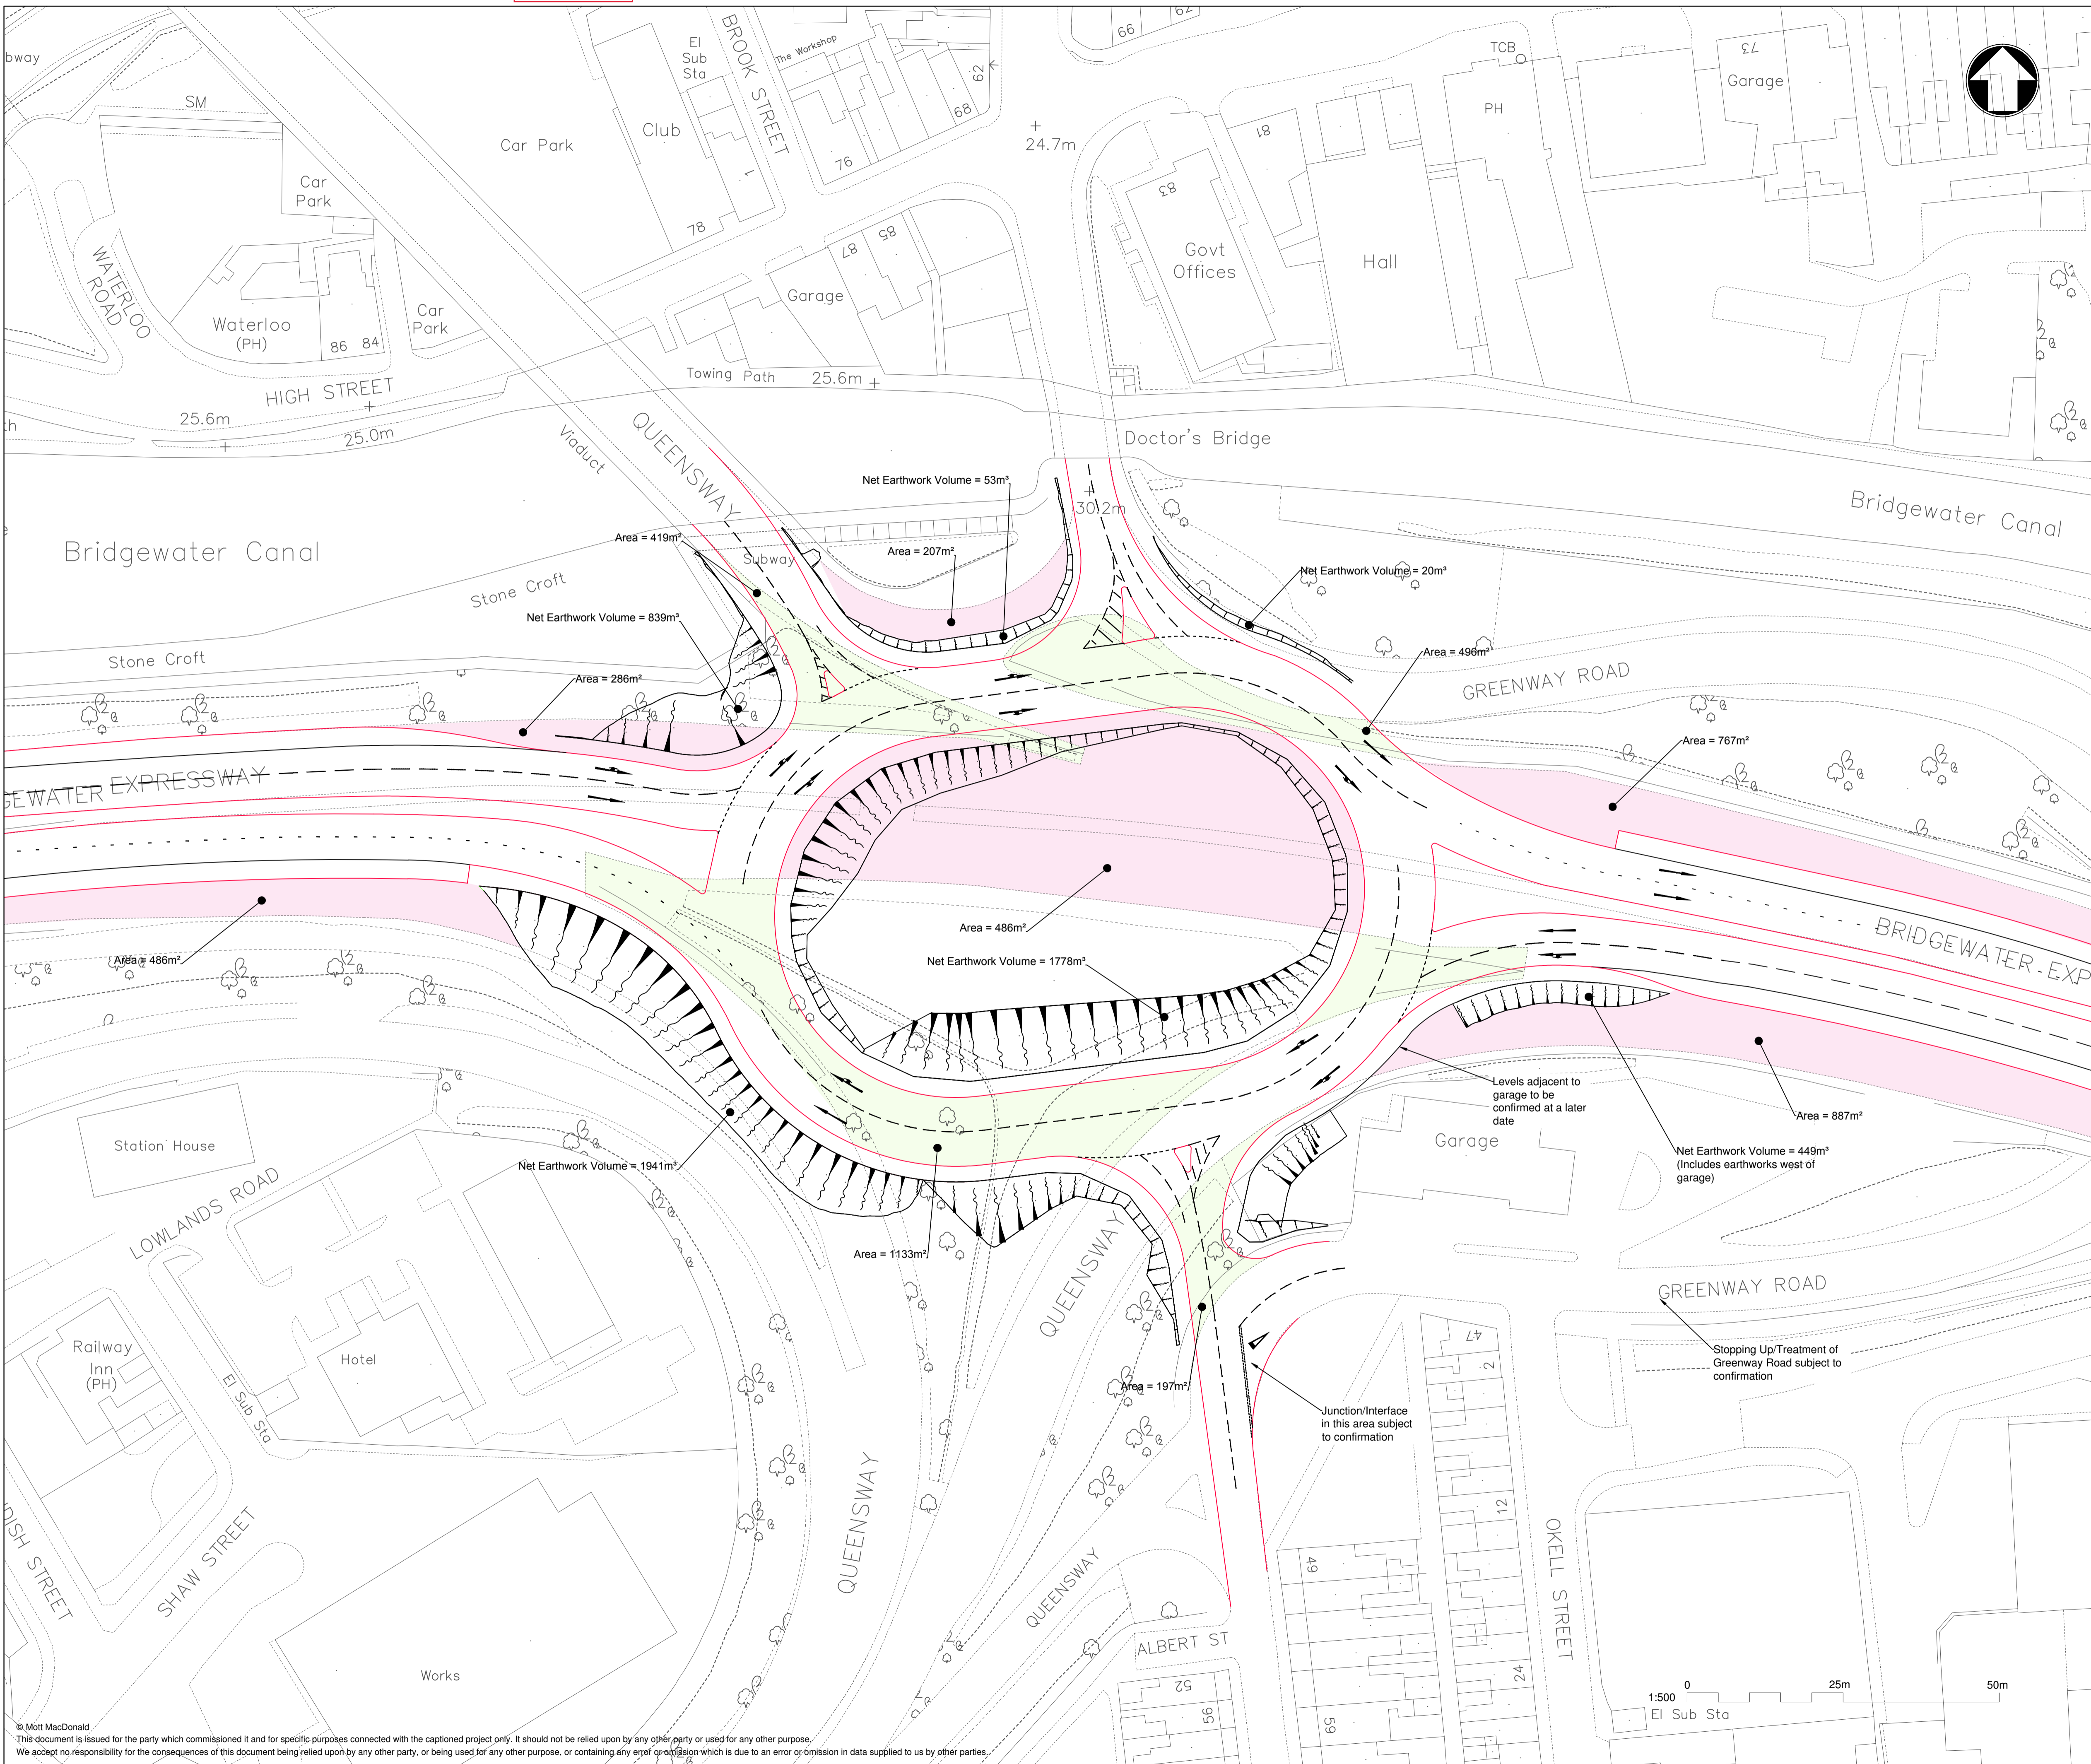 bway
SM
Car Park
Club
El
Sub
Sta
BROOK STREET
The Workshop
62
66
62
68
76
1
78
24.7m
TCB
PH
73
Garage
81
83
Govt
Offices
Hall
Car
Park
WATERLOO
ROAD
Waterloo
(PH)
86
84
Car
Park
87
85
Garage
Towing Path
25.6m
HIGH STREET
25.6m
25.0m
th
Viaduct
QUEENSWAY
Doctor's Bridge
30.2m
Net Earthwork Volume = 53m³
Bridgewater Canal
Bridgewater Canal
Area = 419m²
Area = 207m²
Subway
Stone Croft
Net Earthwork Volume = 20m³
Net Earthwork Volume = 839m³
Stone Croft
Area = 286m²
Area = 496m²
GREENWAY ROAD
Area = 767m²
GEWATER EXPRESSWAY
Area = 486m²
Area = 486m²
Net Earthwork Volume = 1778m³
BRIDGEWATER EXP
Levels adjacent to
garage to be
confirmed at a later
date
Area = 887m²
Garage
Net Earthwork Volume = 449m³
(Includes earthworks west of
garage)
Station House
Net Earthwork Volume = 1941m³
LOWLANDS ROAD
Area = 1133m²
QUEENSWAY
GREENWAY ROAD
Stopping Up/Treatment of
Greenway Road subject to
confirmation
Railway
Inn
(PH)
Hotel
El Sub Sta
Area = 197m²
Junction/Interface
in this area subject
to confirmation
47
2
12
24
49
59
OKELL STREET
QUEENSWAY
QUEENSWAY
DISH STREET
SHAW STREET
Works
ALBERT ST
52
56
1:500
0
25m
50m
El Sub Sta
© Mott MacDonald
This document is issued for the party which commissioned it and for specific purposes connected with the captioned project only. It should not be relied upon by any other party or used for any other purpose.
We accept no responsibility for the consequences of this document being relied upon by any other party, or being used for any other purpose, or containing any error or omission which is due to an error or omission in data supplied to us by other parties.